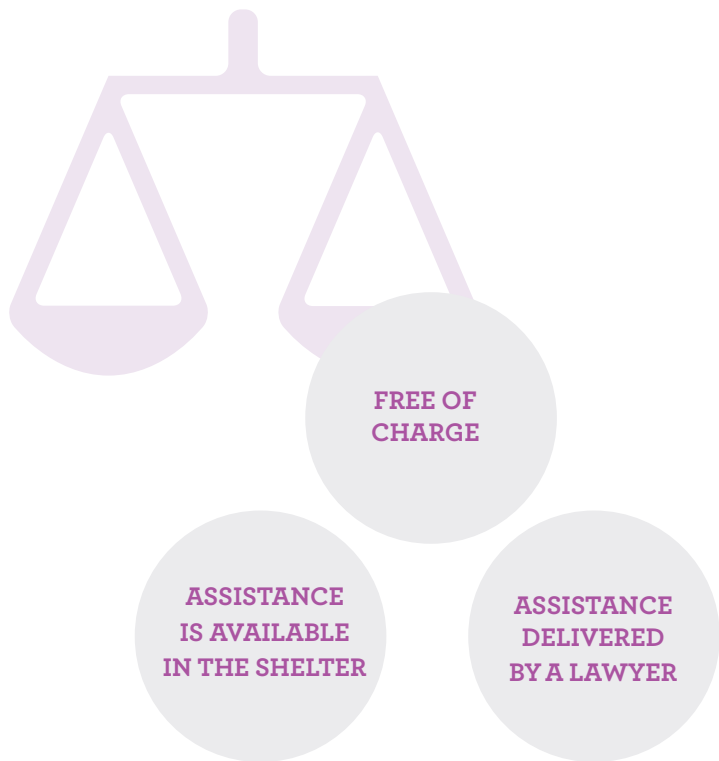 FREE OF
CHARGE
ASSISTANCE
IS AVAILABLE
IN THE SHELTER
ASSISTANCE
DELIVERED
BY A LAWYER